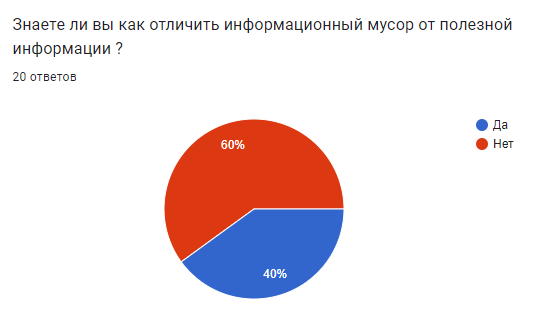 Знаете ли вы как отличить информационный мусор от полезной
информации ?
20 ответов
Да
Нет
60%
40%